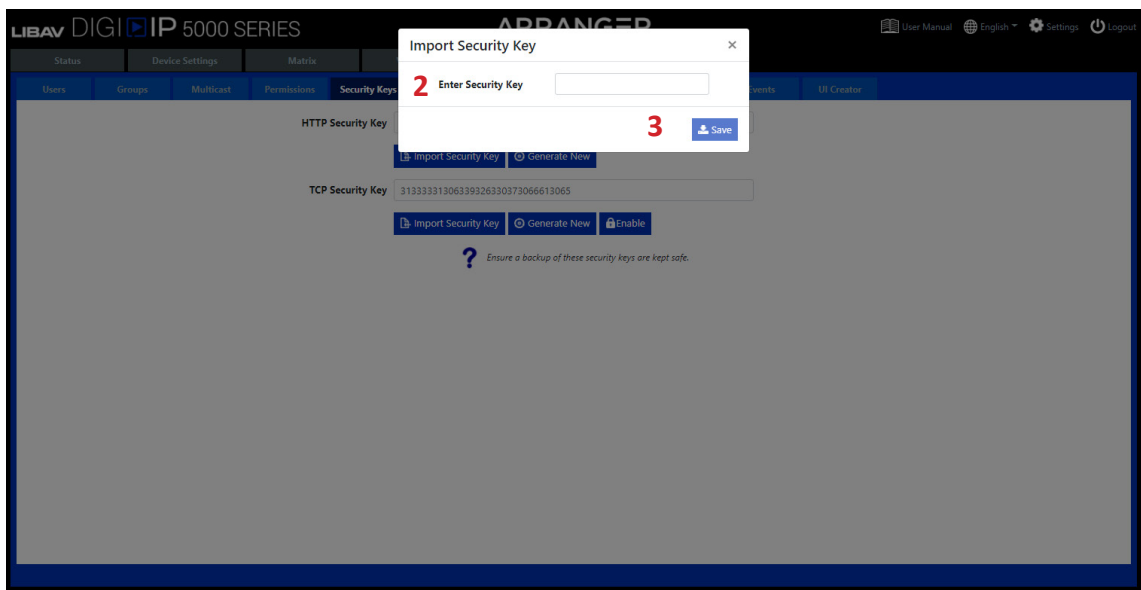 LIBAV DIGI IP 5000 SERIES
ARRANGER
User Manual English Settings Logout
Status Device Settings Matrix
Users Groups Multicast Permissions Security Keys Events UI Creator
Import Security Key ×
2 Enter Security Key
3 Save
HTTP Security Key
Import Security Key Generate New
TCP Security Key 31333331306339326330373066613065
Import Security Key Generate New Enable
? Ensure a backup of these security keys are kept safe.